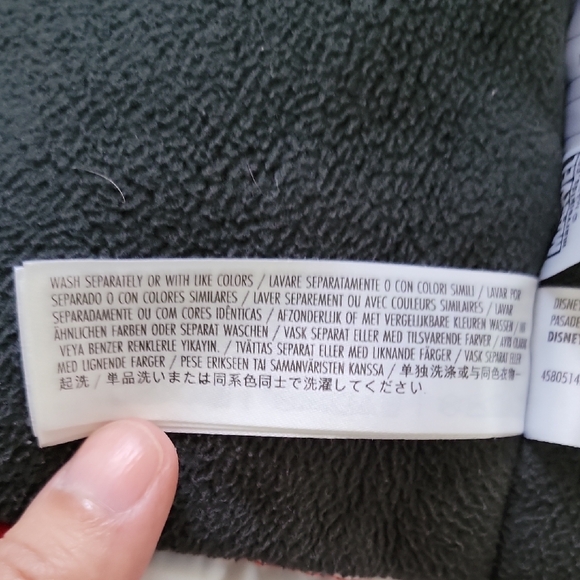 WASH SEPARATELY OR WITH LIKE COLORS / LAVARE SEPARATAMENTE O CON COLORI SIMILI / LAVAR POR
SEPARADO O CON COLORES SIMILARES / LAVER SEPAREMENT OU AVEC COULEURS SIMILAIRES / LAVAR
SEPARADAMENTE OU COM CORES IDÊNTICAS / AFZONDERLIJK OF MET VERGELIJKBARE KLEUREN WASSEN /
ÄHNLICHEN FARBEN ODER SEPARAT WASCHEN / VASK SEPARAT ELLER MED TILSVARENDE FARVER /
VEYA BENZER RENKLERLE YIKAYIN. / TVÄTTAS SEPARAT ELLER MED LIKNANDE FÄRGER / VASK SEPARAT ELLER
MED LIGNENDE FARGER / PESE ERIKSEEN TAI SAMANVÄRISTEN KANSSA / 单独洗涤或与同色衣物一
起洗 / 単品洗いまたは同系色同士で洗濯してください
DISNEY
PASADE
DISNEY
4580514